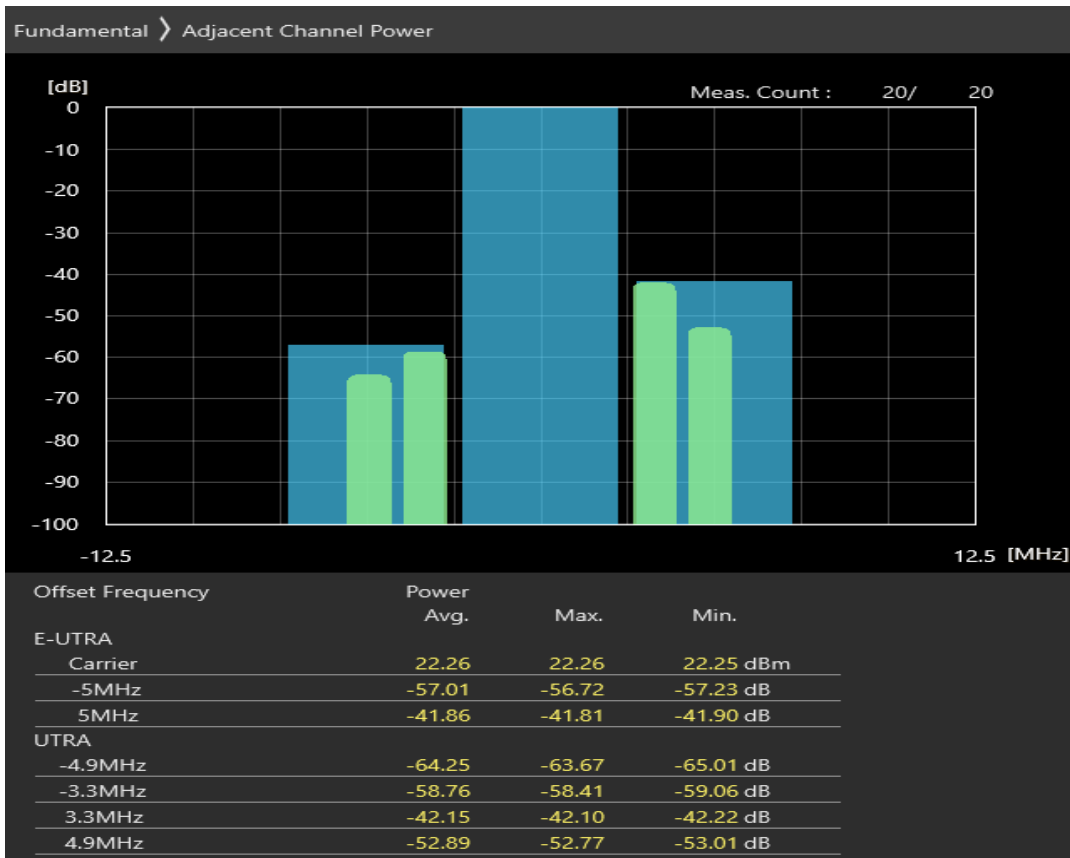 Fundamental 〉 Adjacent Channel Power
[dB]
Meas. Count : 20/ 20
0
-10
-20
-30
-40
-50
-60
-70
-80
-90
-100
-12.5 12.5 [MHz]
Offset Frequency Power
Avg. Max. Min.
E-UTRA
Carrier 22.26 22.26 22.25 dBm
-5MHz -57.01 -56.72 -57.23 dB
5MHz -41.86 -41.81 -41.90 dB
UTRA
-4.9MHz -64.25 -63.67 -65.01 dB
-3.3MHz -58.76 -58.41 -59.06 dB
3.3MHz -42.15 -42.10 -42.22 dB
4.9MHz -52.89 -52.77 -53.01 dB